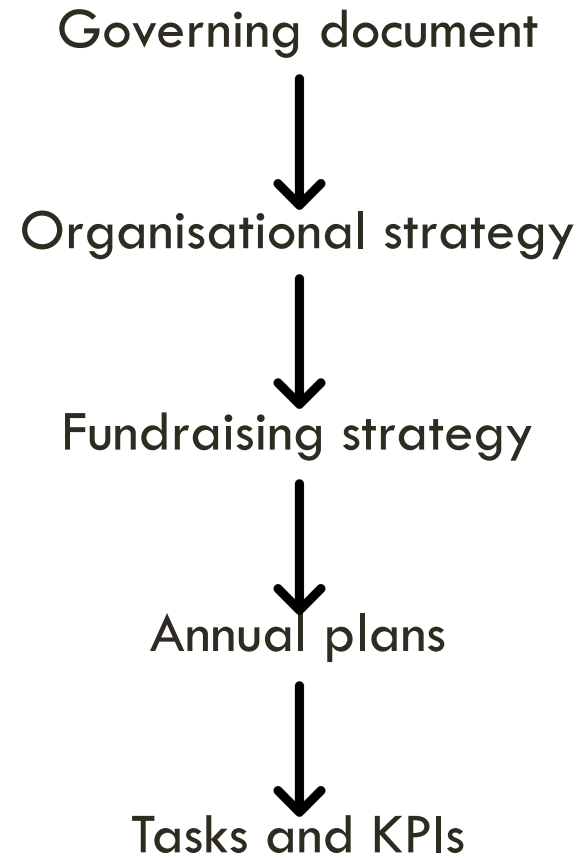 Governing document
Organisational strategy
Fundraising strategy
Annual plans
Tasks and KPIs